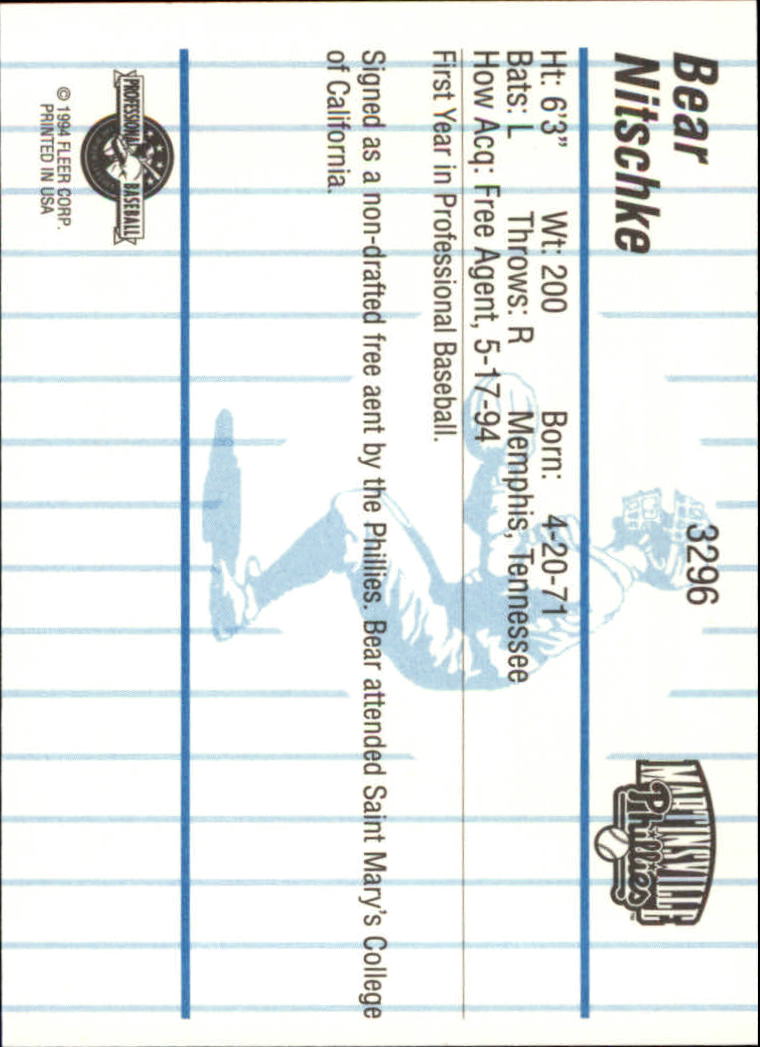 Bear
Nitschke
3296
MARTINSVILLE
Phillies
Ht: 6'3" Wt: 200 Born: 4-20-71
Bats: L Throws: R Memphis, Tennessee
How Acq: Free Agent, 5-17-94
First Year in Professional Baseball.
Signed as a non-drafted free aent by the Phillies. Bear attended Saint Mary's College
of California.
PROFESSIONAL BASEBALL
© 1994 FLEER CORP.
PRINTED IN USA